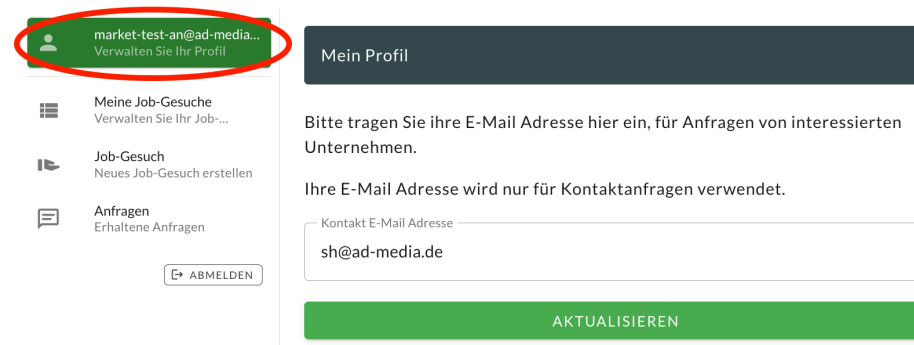 market-test-an@ad-media...
Verwalten Sie Ihr Profil
Meine Job-Gesuche
Verwalten Sie Ihr Job-...
Job-Gesuch
Neues Job-Gesuch erstellen
Anfragen
Erhaltene Anfragen
ABMELDEN
Mein Profil
Bitte tragen Sie ihre E-Mail Adresse hier ein, für Anfragen von interessierten
Unternehmen.
Ihre E-Mail Adresse wird nur für Kontaktanfragen verwendet.
Kontakt E-Mail Adresse
sh@ad-media.de
AKTUALISIEREN